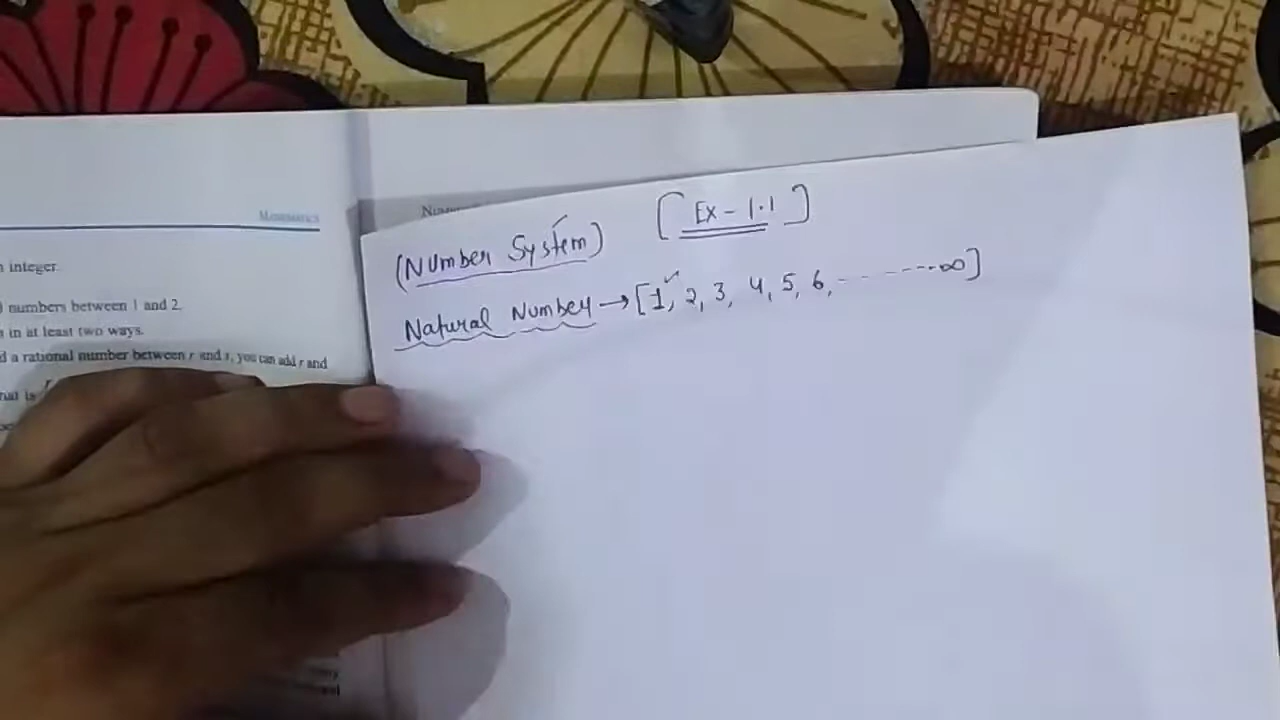 Mathematics
integer.
numbers between 1 and 2.
in at least two ways.
d a rational number between r and s, you can add r and
(Number System) [Ex - 1.1]
Natural Number → [1, 2, 3, 4, 5, 6, - - - - - - - ∞]